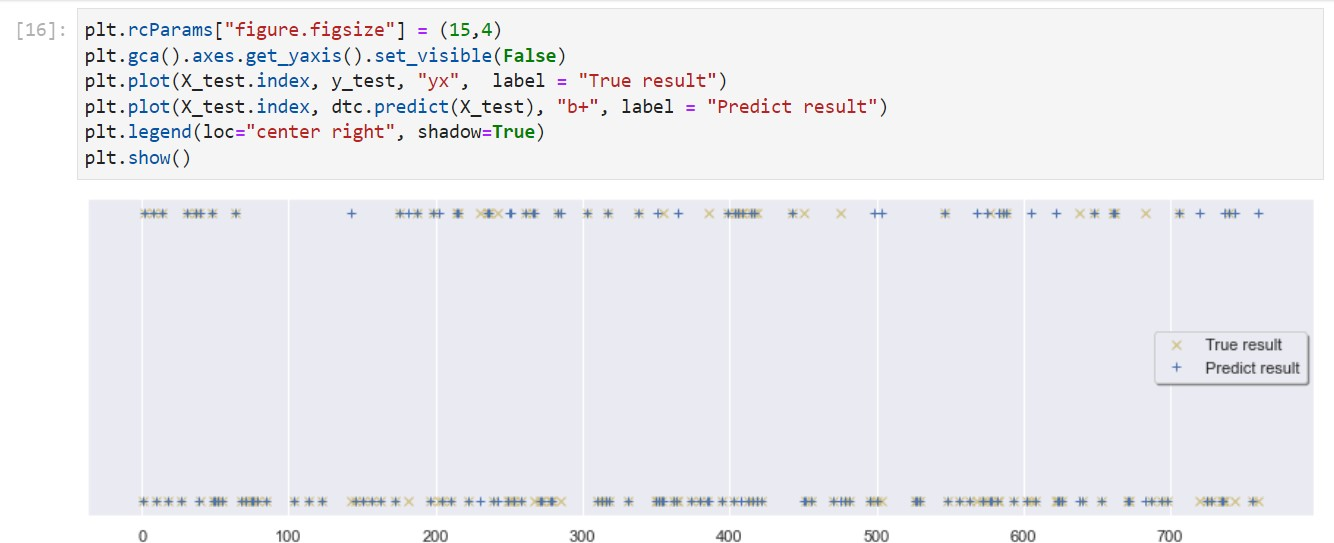 [16]: plt.rcParams["figure.figsize"] = (15,4)
plt.gca().axes.get_yaxis().set_visible(False)
plt.plot(X_test.index, y_test, "yx",  label = "True result")
plt.plot(X_test.index, dtc.predict(X_test), "b+", label = "Predict result")
plt.legend(loc="center right", shadow=True)
plt.show()
True result
Predict result
0 100 200 300 400 500 600 700